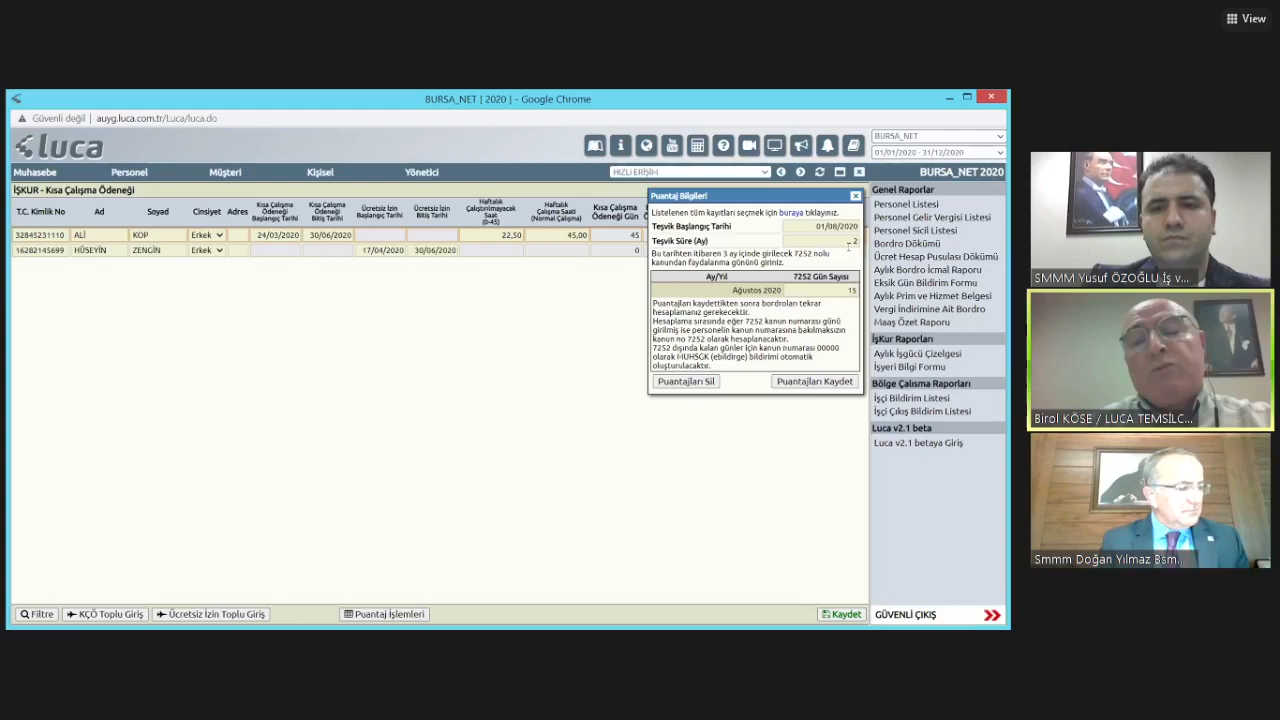 View
BURSA_NET [ 2020 ] - Google Chrome
Güvenli değil | auyg.luca.com.tr/Luca/luca.do
luca
BURSA_NET
01/01/2020 - 31/12/2020
Muhasebe Personel Müşteri Kişisel Yönetici HIZLI ERİŞİM BURSA_NET 2020
İŞKUR - Kısa Çalışma Ödeneği
T.C. Kimlik No Ad Soyad Cinsiyet Adres Kısa Çalışma Ödeneği Başlangıç Tarihi Kısa Çalışma Ödeneği Bitiş Tarihi Ücretsiz İzin Başlangıç Tarihi Ücretsiz İzin Bitiş Tarihi Haftalık Çalıştırılmayacak Saat (0-45) Haftalık Çalışma Saati (Normal Çalışma) Kısa Çalışma Ödeneği Gün
32845231110 ALİ KOP Erkek 24/03/2020 30/06/2020 22,50 45,00 45
16282145699 HÜSEYİN ZENGİN Erkek 17/04/2020 30/06/2020 0
Puantaj Bilgileri
Listelenen tüm kayıtları seçmek için buraya tıklayınız.
Teşvik Başlangıç Tarihi 01/08/2020
Teşvik Süre (Ay) 2
Bu tarihten itibaren 3 ay içinde girilecek 7252 nolu
kanundan faydalanma gününü giriniz.
Ay/Yıl 7252 Gün Sayısı
Ağustos 2020 15
Puantajları kaydettikten sonra bordroları tekrar
hesaplamanız gerekecektir.
Hesaplama sırasında eğer 7252 kanun numarası günü
girilmiş ise personelin kanun numarasına bakılmaksızın
kanun no 7252 olarak hesaplanacaktır.
7252 dışında kalan günler için kanun numarası 00000
olarak MUHSGK (ebildirge) bildirimi otomatik
oluşturulacaktır.
Puantajları Sil Puantajları Kaydet
Genel Raporlar
Personel Listesi
Personel Gelir Vergisi Listesi
Personel Sicil Listesi
Bordro Dökümü
Ücret Hesap Pusulası Dökümü
Aylık Bordro İcmal Raporu
Eksik Gün Bildirim Formu
Aylık Prim ve Hizmet Belgesi
Vergi İndirimine Ait Bordro
Maaş Özet Raporu
İşKur Raporları
Aylık İşgücü Çizelgesi
İşyeri Bilgi Formu
Bölge Çalışma Raporları
İşçi Bildirim Listesi
İşçi Çıkış Bildirim Listesi
Luca v2.1 beta
Luca v2.1 betaya Giriş
Filtre KÇÖ Toplu Giriş Ücretsiz İzin Toplu Giriş Puantaj İşlemleri Kaydet GÜVENLİ ÇIKIŞ
SMMM Yusuf ÖZOĞLU İş v...
Birol KÖSE / LUCA TEMSİLC...
Smmm Doğan Yılmaz Bsm...